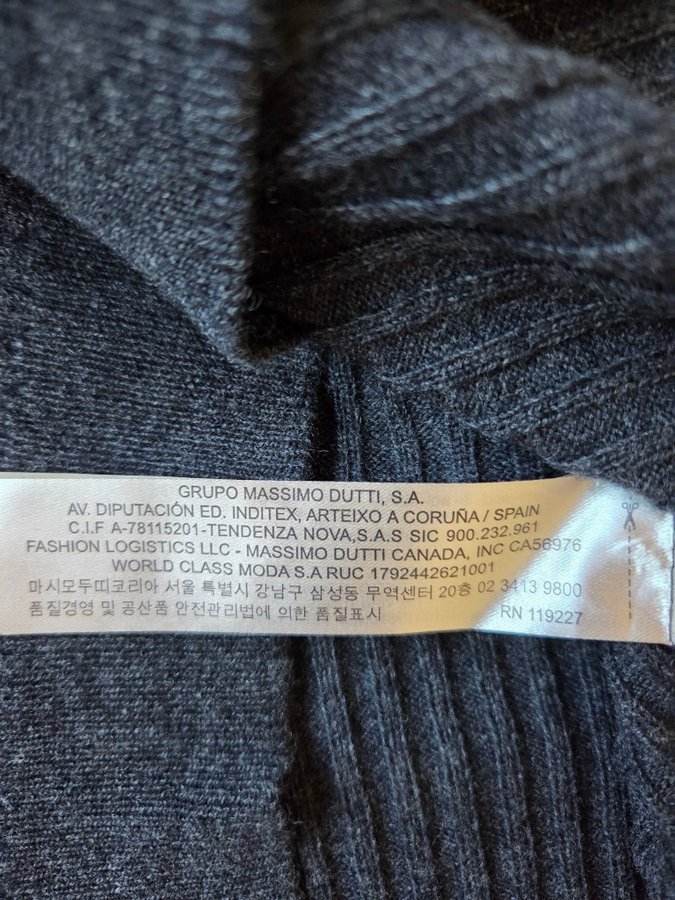 GRUPO MASSIMO DUTTI, S.A.
AV. DIPUTACIÓN ED. INDITEX, ARTEIXO A CORUÑA / SPAIN
C.I.F A-78115201-TENDENZA NOVA,S.A.S SIC 900.232.961
FASHION LOGISTICS LLC - MASSIMO DUTTI CANADA, INC CA56976
WORLD CLASS MODA S.A RUC 1792442621001
마시모두띠코리아 서울 특별시 강남구 삼성동 무역센터 20층 02 3413 9800
품질경영 및 공산품 안전관리법에 의한 품질표시 RN 119227